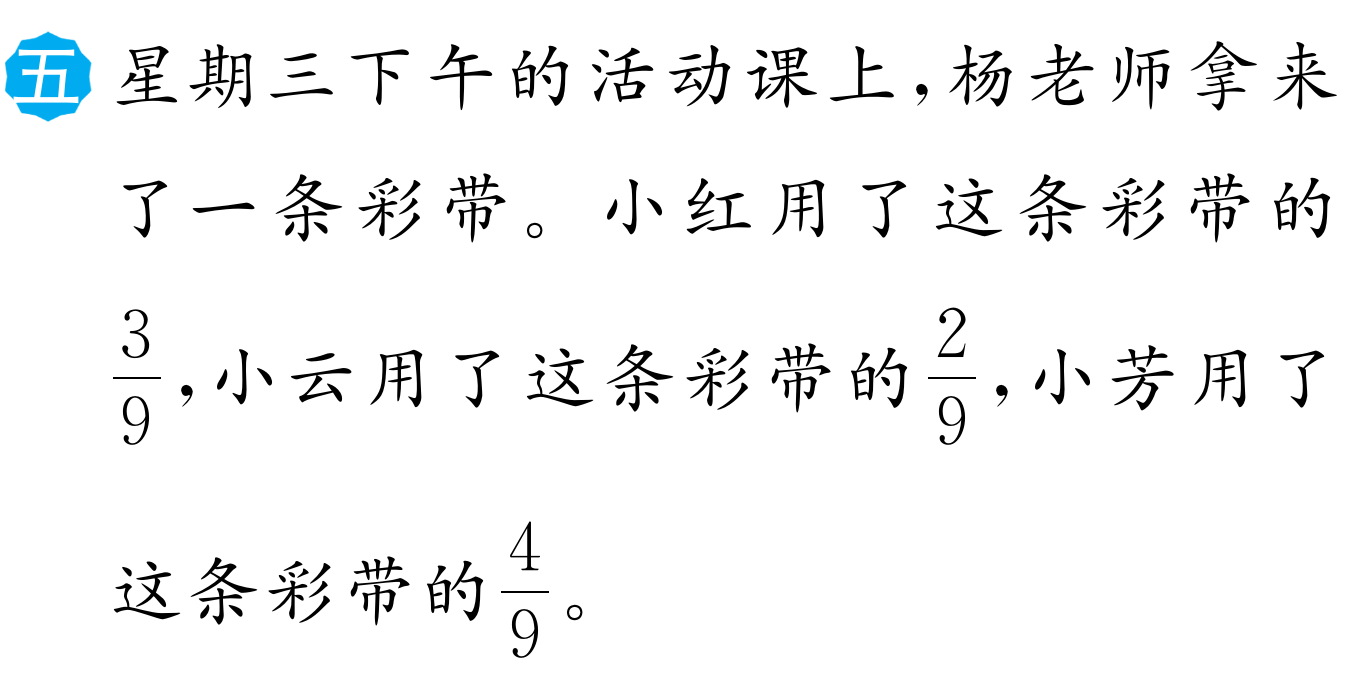 五 星期三下午的活动课上,杨老师拿来
了一条彩带。小红用了这条彩带的
3/9,小云用了这条彩带的2/9,小芳用了
这条彩带的4/9。